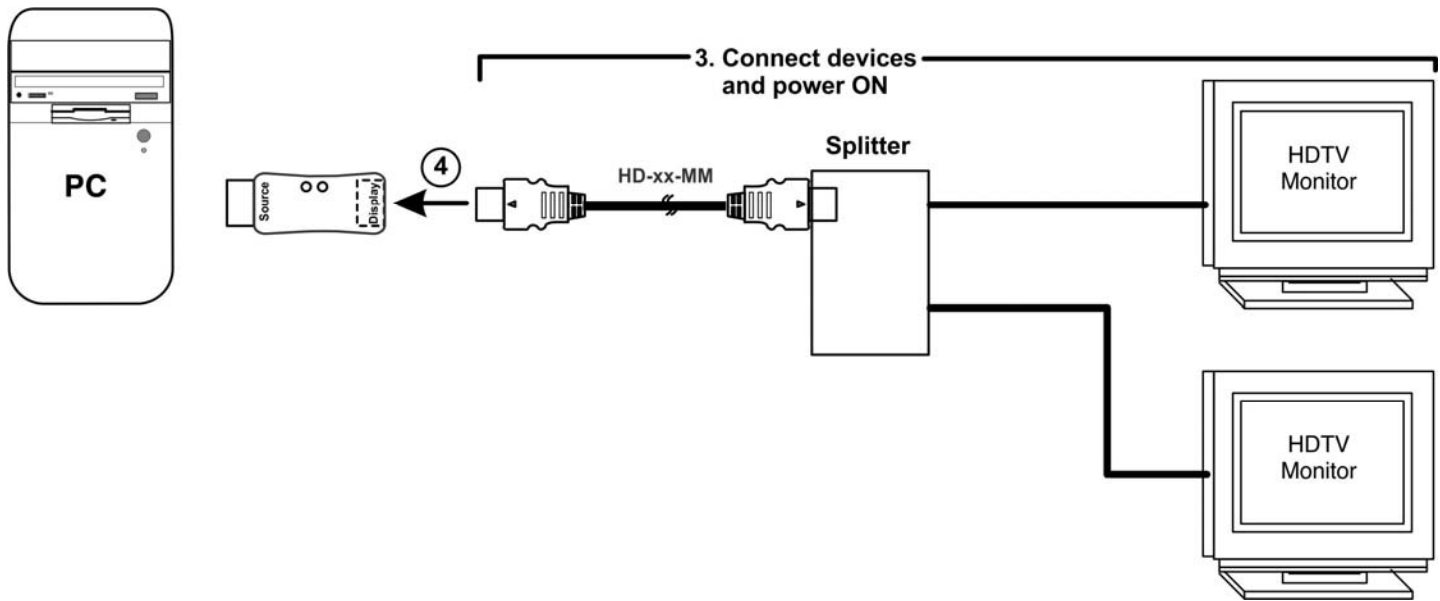 3. Connect devices
and power ON
PC
Source
Display
4
HD-xx-MM
Splitter
HDTV
Monitor
HDTV
Monitor